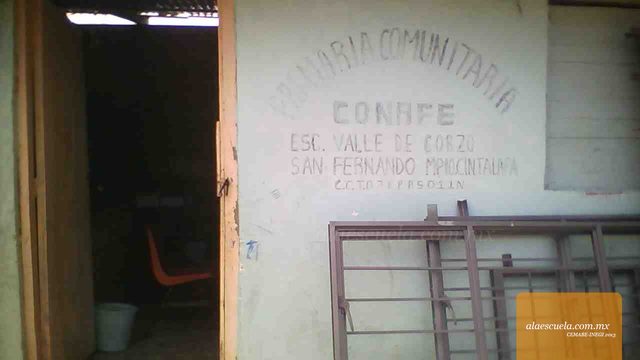 PRIMARIA COMUNITARIA
CONAFE
ESC. VALLE DE CORZO
SAN FERNANDO MPIO.CINTALAPA
alaescuela.com.mx
CEMABE-INEGI 2013